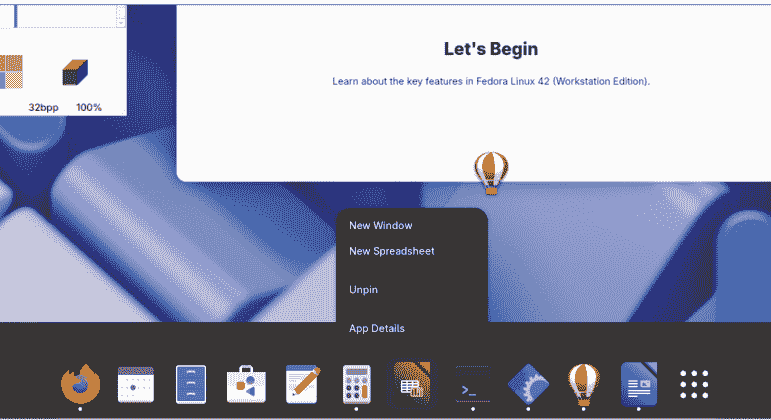 Let's Begin
Learn about the key features in Fedora Linux 42 (Workstation Edition).
32bpp 100%
New Window
New Spreadsheet
Unpin
App Details
>_